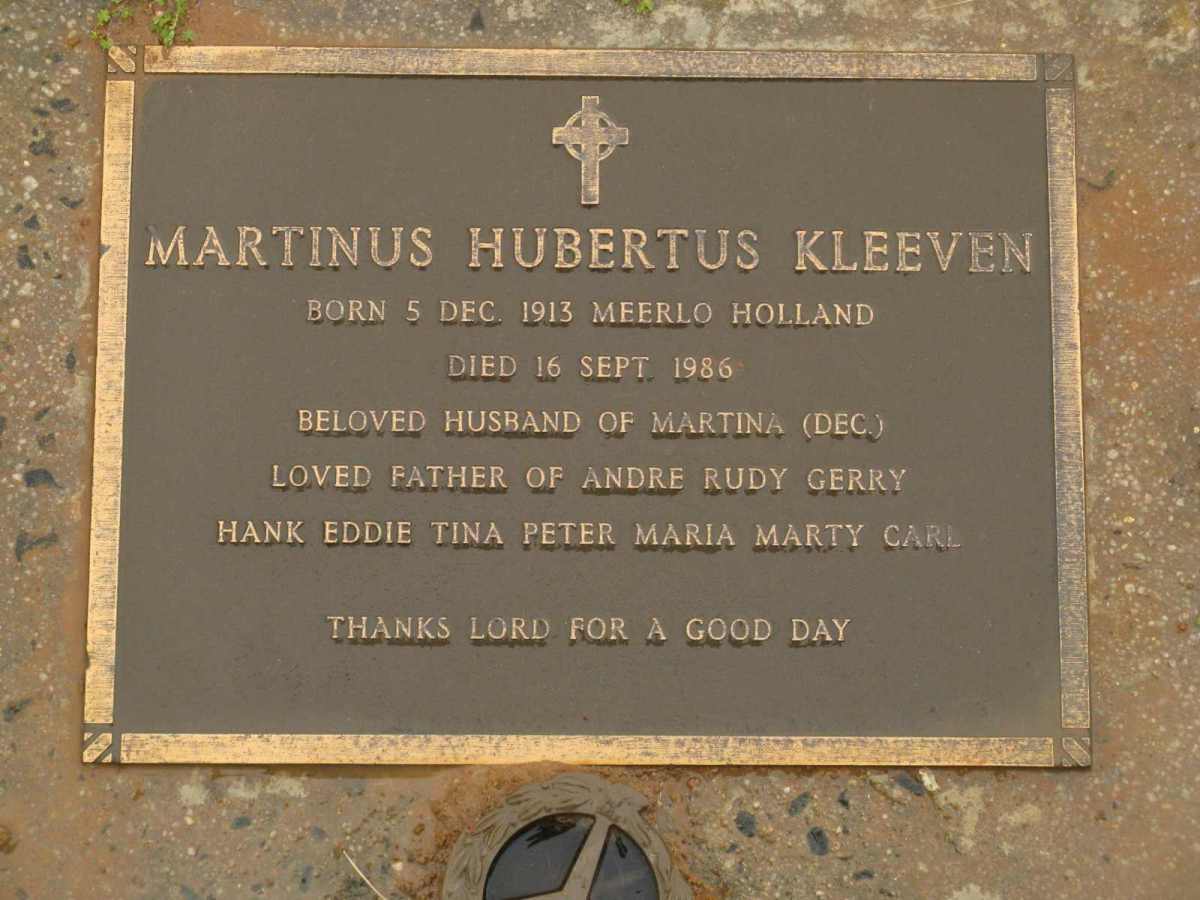 MARTINUS HUBERTUS KLEEVEN
BORN 5 DEC. 1913 MEERLO HOLLAND
DIED 16 SEPT. 1986
BELOVED HUSBAND OF MARTINA (DEC.)
LOVED FATHER OF ANDRE RUDY GERRY
HANK EDDIE TINA PETER MARIA MARTY CARL
THANKS LORD FOR A GOOD DAY